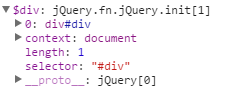 ▼$div: jQuery.fn.jQuery.init[1]
▶0: div#div
▶context: document
length: 1
selector: "#div"
▶__proto__: jQuery[0]